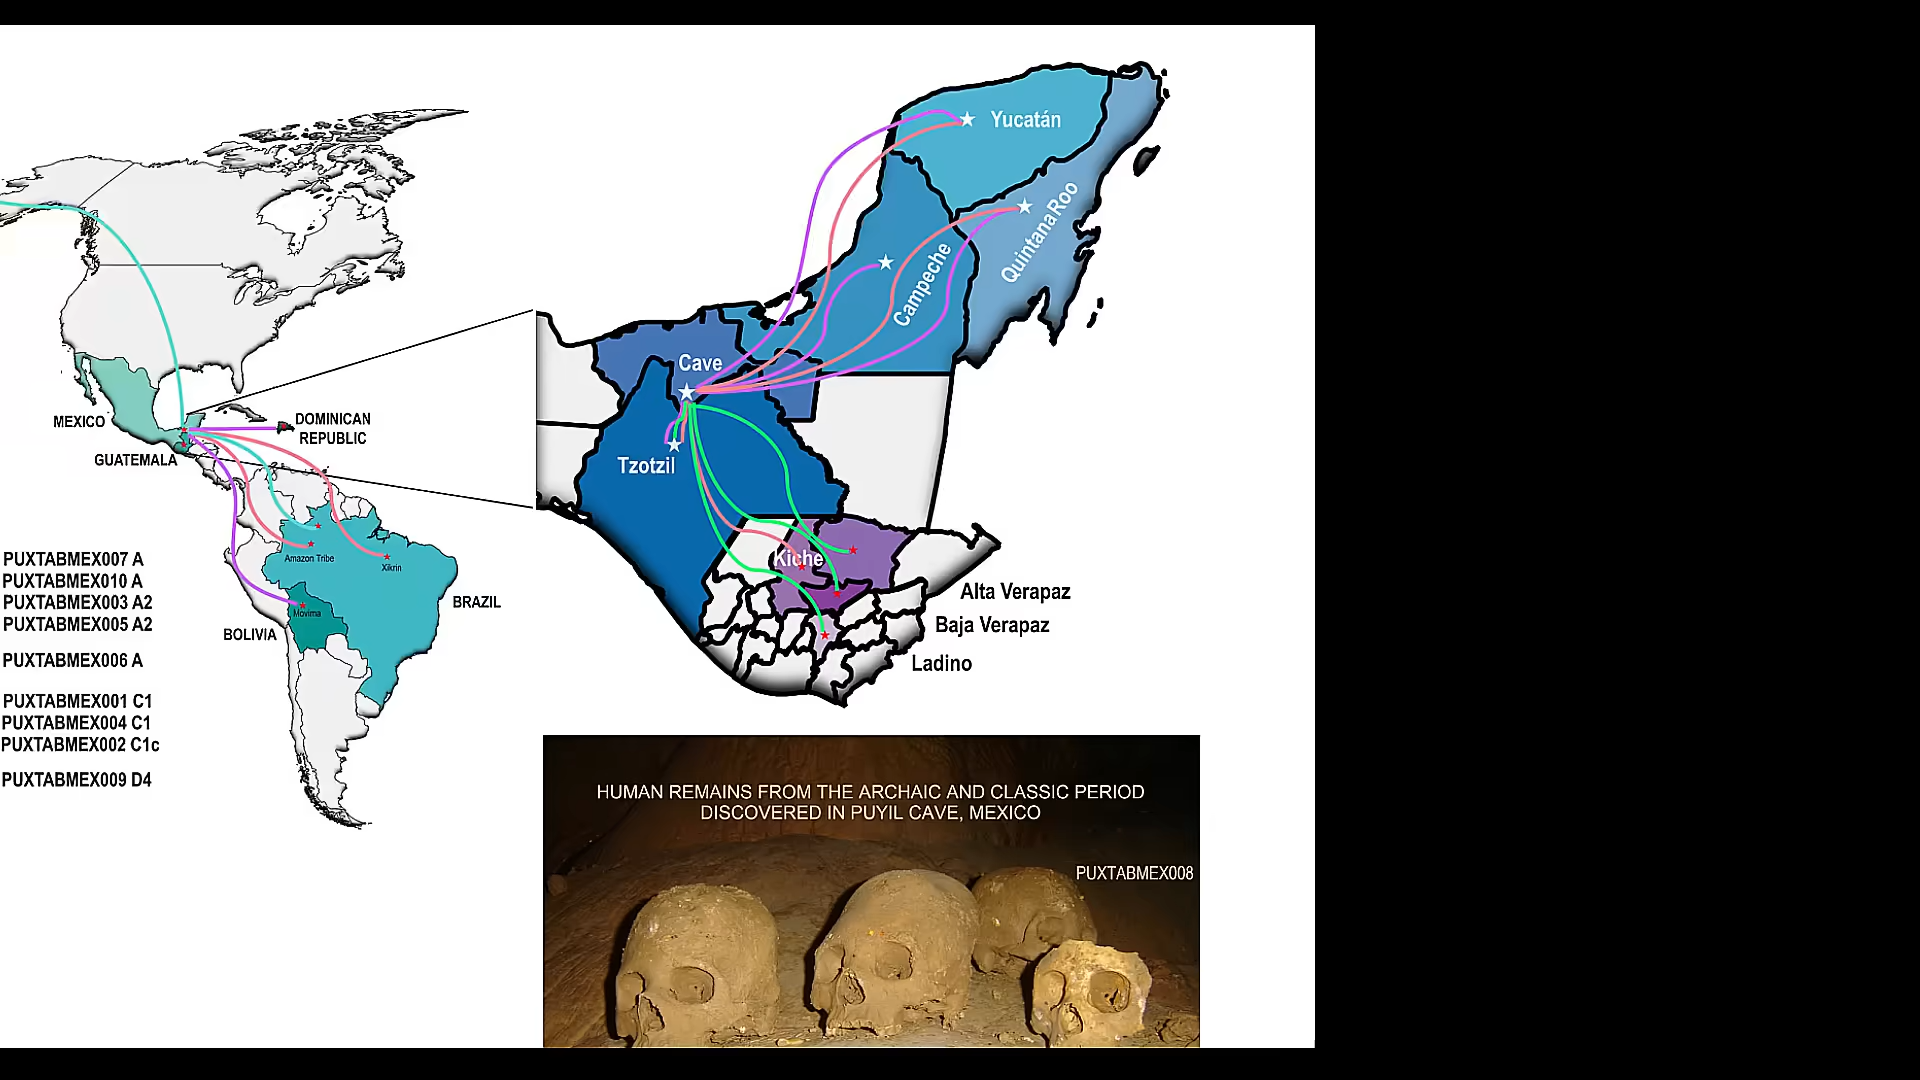 MEXICO
GUATEMALA
DOMINICAN
REPUBLIC
Amazon Tribe
Xikrin
Movima
BOLIVIA
BRAZIL
PUXTABMEX007 A
PUXTABMEX010 A
PUXTABMEX003 A2
PUXTABMEX005 A2
PUXTABMEX006 A
PUXTABMEX001 C1
PUXTABMEX004 C1
PUXTABMEX002 C1c
PUXTABMEX009 D4
Yucatán
Quintana Roo
Campeche
Cave
Tzotzil
Kiche
Alta Verapaz
Baja Verapaz
Ladino
HUMAN REMAINS FROM THE ARCHAIC AND CLASSIC PERIOD
DISCOVERED IN PUYIL CAVE, MEXICO
PUXTABMEX008